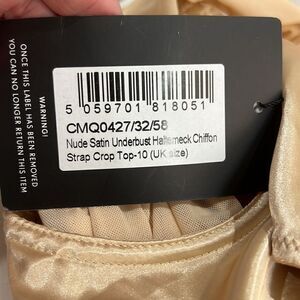 WARNING!
ONCE THIS LABEL HAS BEEN REMOVED
YOU CAN NO LONGER RETURN THIS ITEM
5 059701 818051
CMQ0427/32/58
Nude Satin Underbust Halterneck Chiffon
Strap Crop Top-10 (UK size)